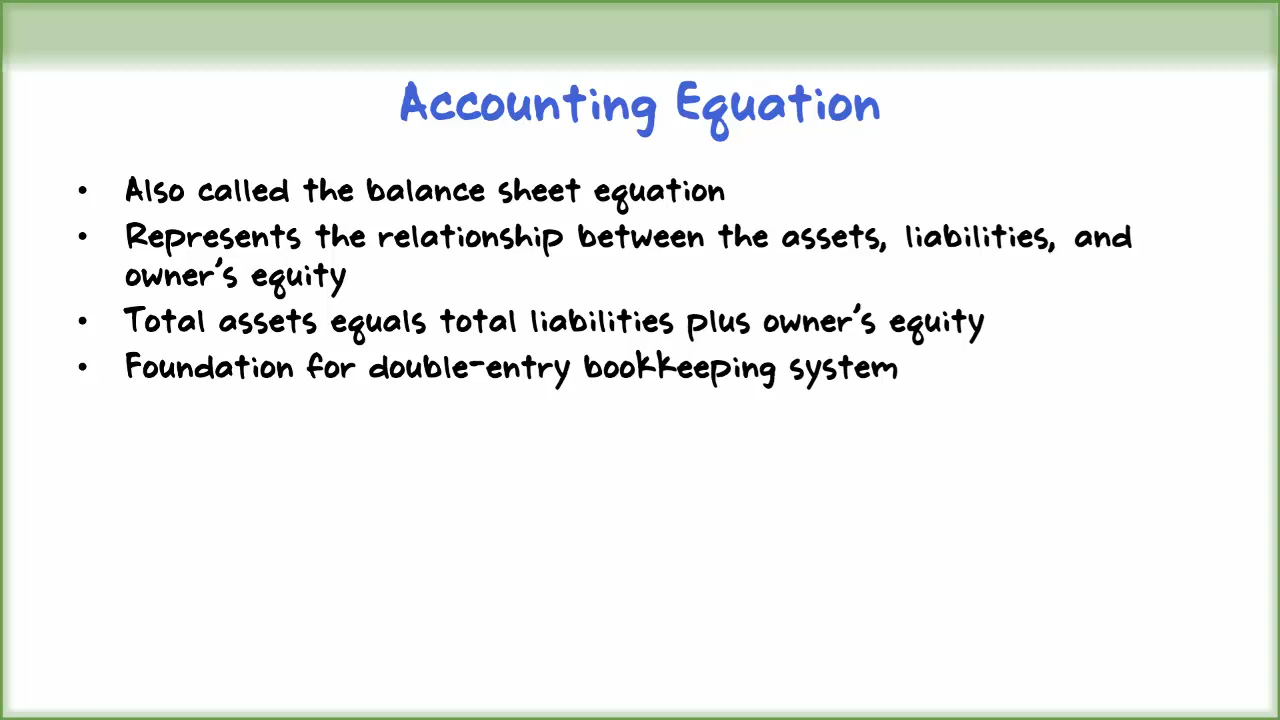 Accounting Equation
• Also called the balance sheet equation
• Represents the relationship between the assets, liabilities, and
owner's equity
• Total assets equals total liabilities plus owner's equity
• Foundation for double-entry bookkeeping system